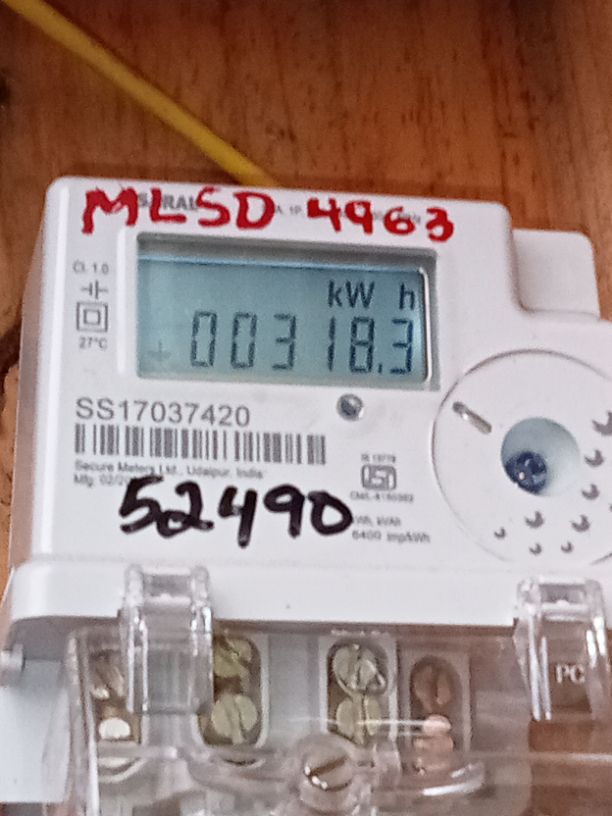 MLSD 4963
Cl. 1.0
27°C
kW h
00318.3
SS17037420
Secure Meters Ltd., Udaipur, India
52490
6400 imp/kWh
PC